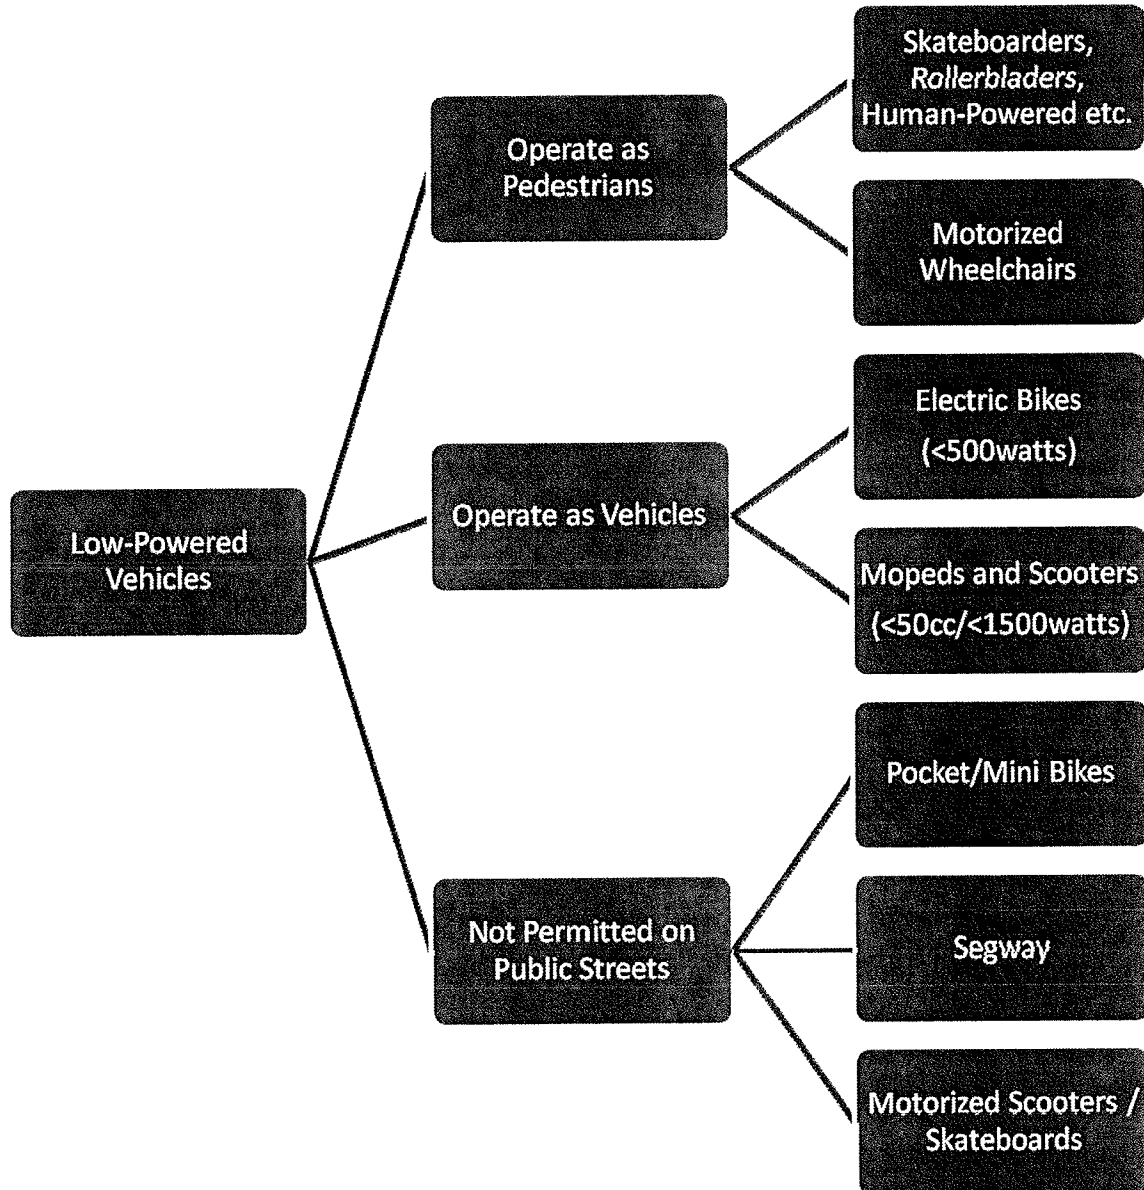 Low-Powered
Vehicles
Operate as
Pedestrians
Skateboarders,
Rollerbladers,
Human-Powered etc.
Motorized
Wheelchairs
Operate as Vehicles
Electric Bikes
(<500watts)
Mopeds and Scooters
(<50cc/<1500watts)
Not Permitted on
Public Streets
Pocket/Mini Bikes
Segway
Motorized Scooters /
Skateboards